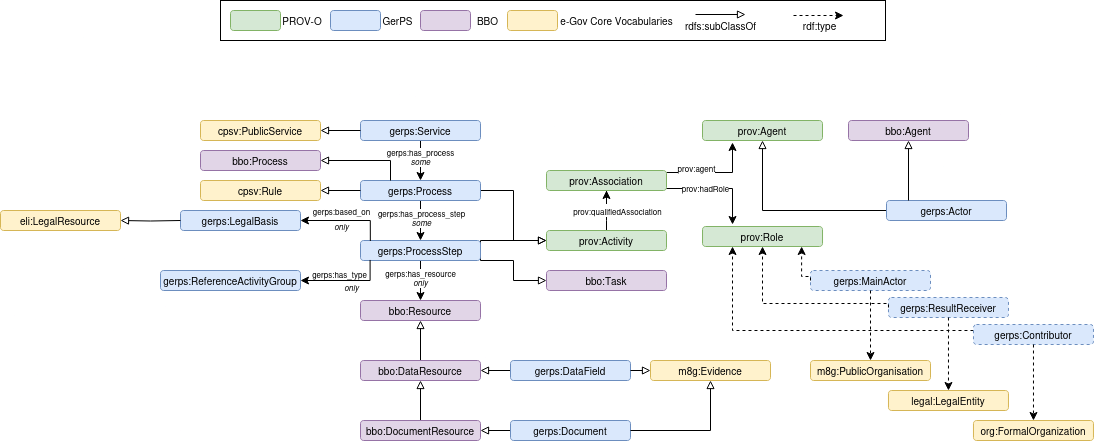 PROV-O
GerPS
BBO
e-Gov Core Vocabularies
rdfs:subClassOf
rdf:type
cpsv:PublicService
gerps:Service
prov:Agent
bbo:Agent
gerps:has_process
some
bbo:Process
prov:agent
cpsv:Rule
gerps:Process
prov:Association
prov:hadRole
eli:LegalResource
gerps:LegalBasis
gerps:based_on
only
gerps:has_process_step
some
prov:qualifiedAssociation
gerps:Actor
gerps:ProcessStep
prov:Activity
prov:Role
gerps:ReferenceActivityGroup
gerps:has_type
only
gerps:has_resource
only
bbo:Task
gerps:MainActor
bbo:Resource
gerps:ResultReceiver
gerps:Contributor
bbo:DataResource
gerps:DataField
m8g:Evidence
m8g:PublicOrganisation
legal:LegalEntity
bbo:DocumentResource
gerps:Document
org:FormalOrganization